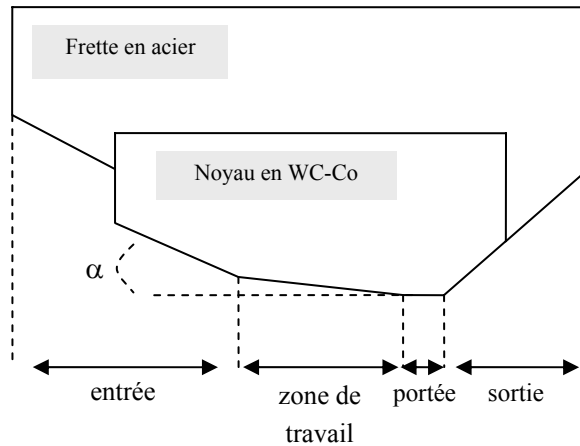 Frette en acier
Noyau en WC-Co
α
entrée
zone de
travail
portée
sortie